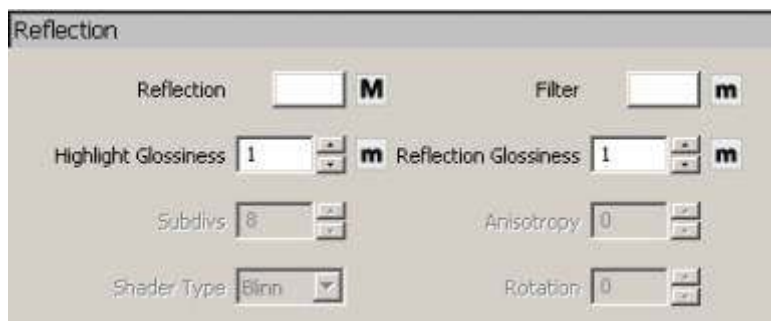 Reflection
Reflection M Filter m
Highlight Glossiness 1 m Reflection Glossiness 1 m
Subdivs 8 Anisotropy 0
Shader Type Blinn Rotation 0